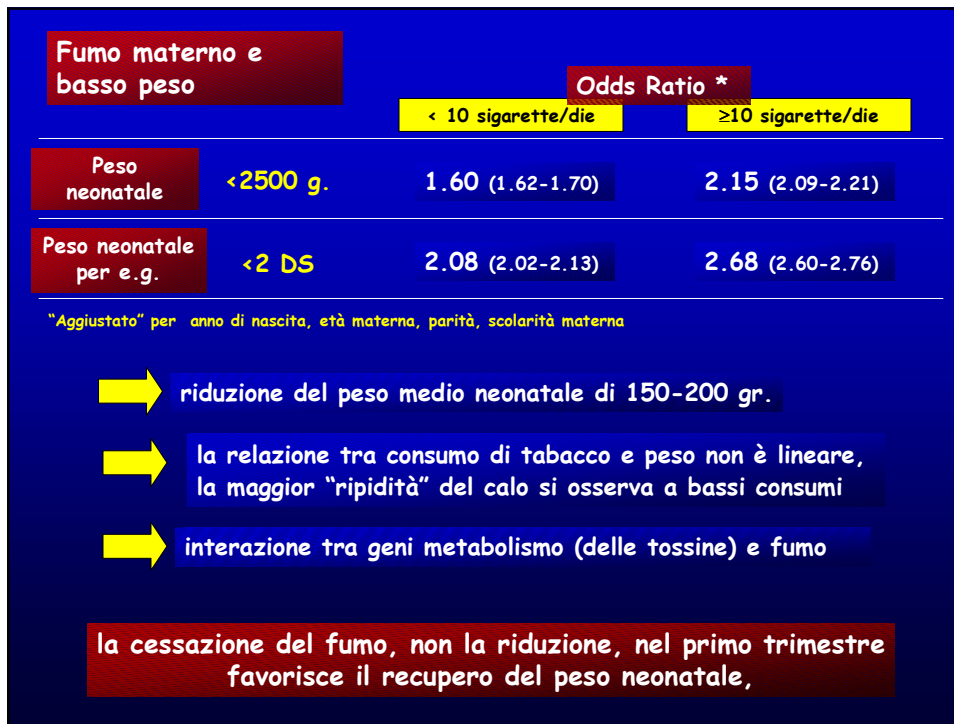 Fumo materno e
basso peso
Odds Ratio *
< 10 sigarette/die
≥10 sigarette/die
Peso
neonatale
<2500 g.
1.60 (1.62-1.70)
2.15 (2.09-2.21)
Peso neonatale
per e.g.
<2 DS
2.08 (2.02-2.13)
2.68 (2.60-2.76)
"Aggiustato" per anno di nascita, età materna, parità, scolarità materna
riduzione del peso medio neonatale di 150-200 gr.
la relazione tra consumo di tabacco e peso non è lineare,
la maggior "ripidità" del calo si osserva a bassi consumi
interazione tra geni metabolismo (delle tossine) e fumo
la cessazione del fumo, non la riduzione, nel primo trimestre
favorisce il recupero del peso neonatale,